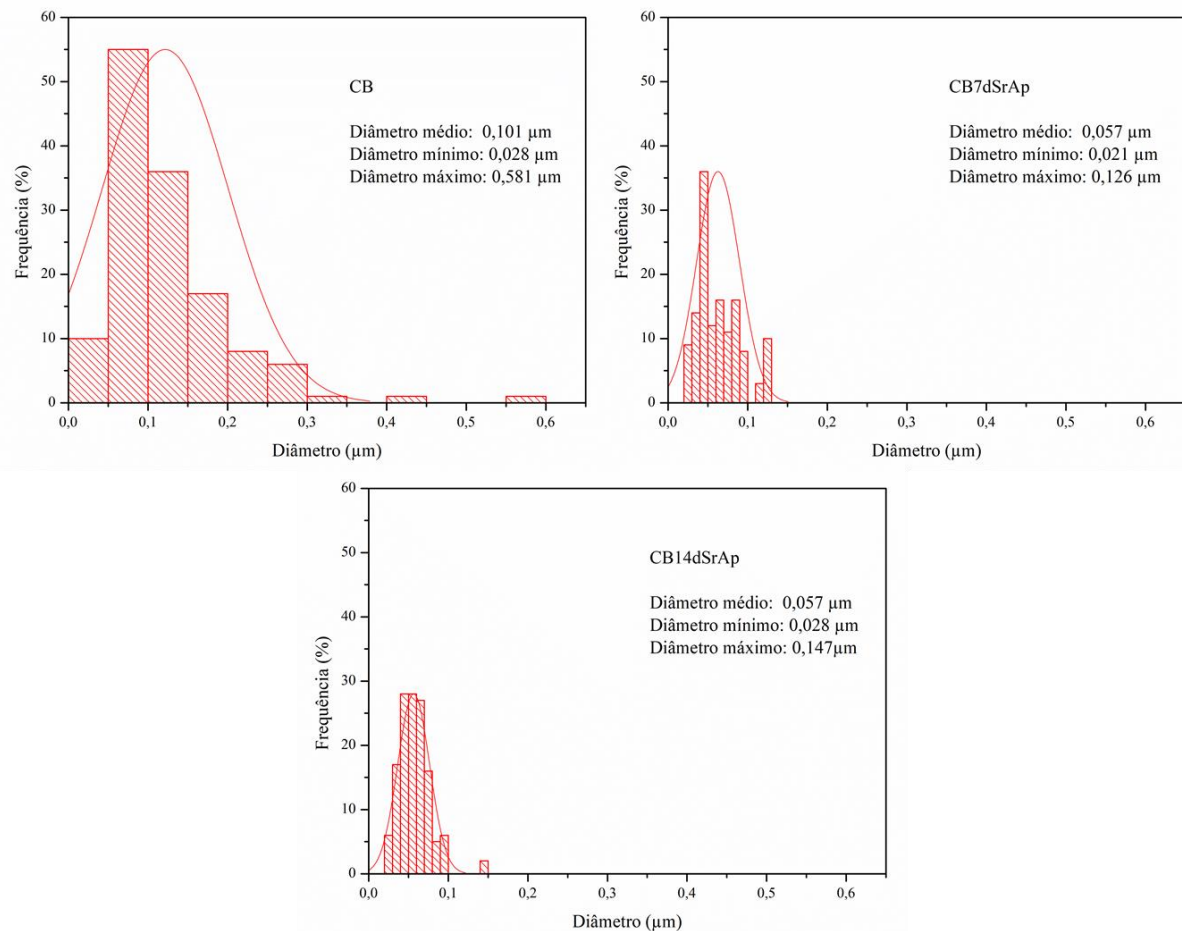 60
50
40
30
20
10
0
Frequência (%)
CB
Diâmetro médio: 0,101 µm
Diâmetro mínimo: 0,028 µm
Diâmetro máximo: 0,581 µm
0,0 0,1 0,2 0,3 0,4 0,5 0,6
Diâmetro (µm)
60
50
40
30
20
10
0
Frequência (%)
CB7dSrAp
Diâmetro médio: 0,057 µm
Diâmetro mínimo: 0,021 µm
Diâmetro máximo: 0,126 µm
0,0 0,1 0,2 0,3 0,4 0,5 0,6
Diâmetro (µm)
60
50
40
30
20
10
0
Frequência (%)
CB14dSrAp
Diâmetro médio: 0,057 µm
Diâmetro mínimo: 0,028 µm
Diâmetro máximo: 0,147µm
0,0 0,1 0,2 0,3 0,4 0,5 0,6
Diâmetro (µm)